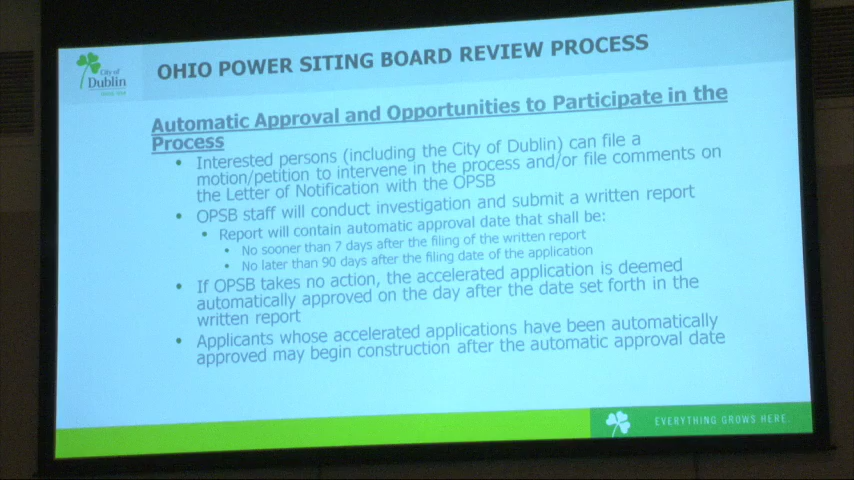 City of
Dublin
OHIO POWER SITING BOARD REVIEW PROCESS
Automatic Approval and Opportunities to Participate in the
Process
• Interested persons (including the City of Dublin) can file a
motion/petition to intervene in the process and/or file comments on
the Letter of Notification with the OPSB
• OPSB staff will conduct investigation and submit a written report
• Report will contain automatic approval date that shall be:
• No sooner than 7 days after the filing of the written report
• No later than 90 days after the filing date of the application
• If OPSB takes no action, the accelerated application is deemed
automatically approved on the day after the date set forth in the
written report
• Applicants whose accelerated applications have been automatically
approved may begin construction after the automatic approval date
EVERYTHING GROWS HERE.